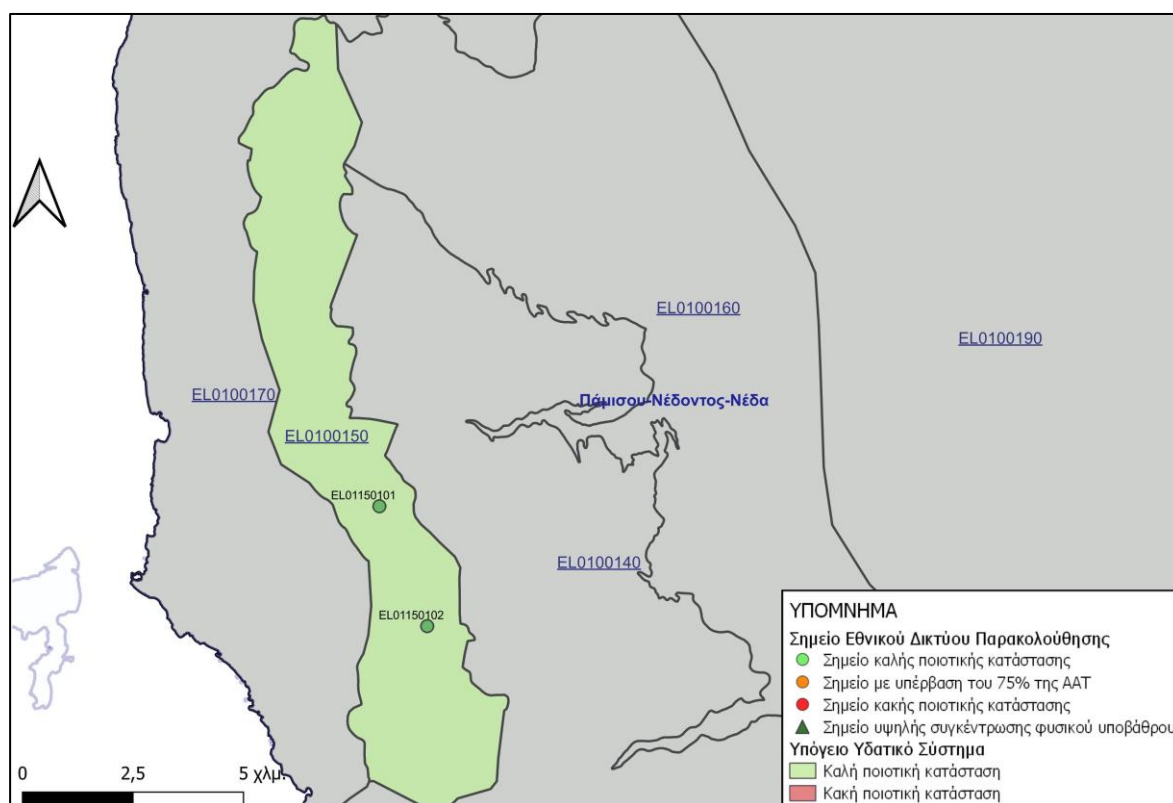 EL0100160
EL0100190
EL0100170
Πάμισου-Νέδοντος-Νέδα
EL0100150
EL01150101
EL0100140
EL01150102
ΥΠΟΜΝΗΜΑ
Σημείο Εθνικού Δικτύου Παρακολούθησης
Σημείο καλής ποιοτικής κατάστασης
Σημείο με υπέρβαση του 75% της ΑΑΤ
Σημείο κακής ποιοτικής κατάστασης
Σημείο υψηλής συγκέντρωσης φυσικού υποβάθρου
Υπόγειο Υδατικό Σύστημα
Καλή ποιοτική κατάσταση
Κακή ποιοτική κατάσταση
0 2,5 5 χλμ.